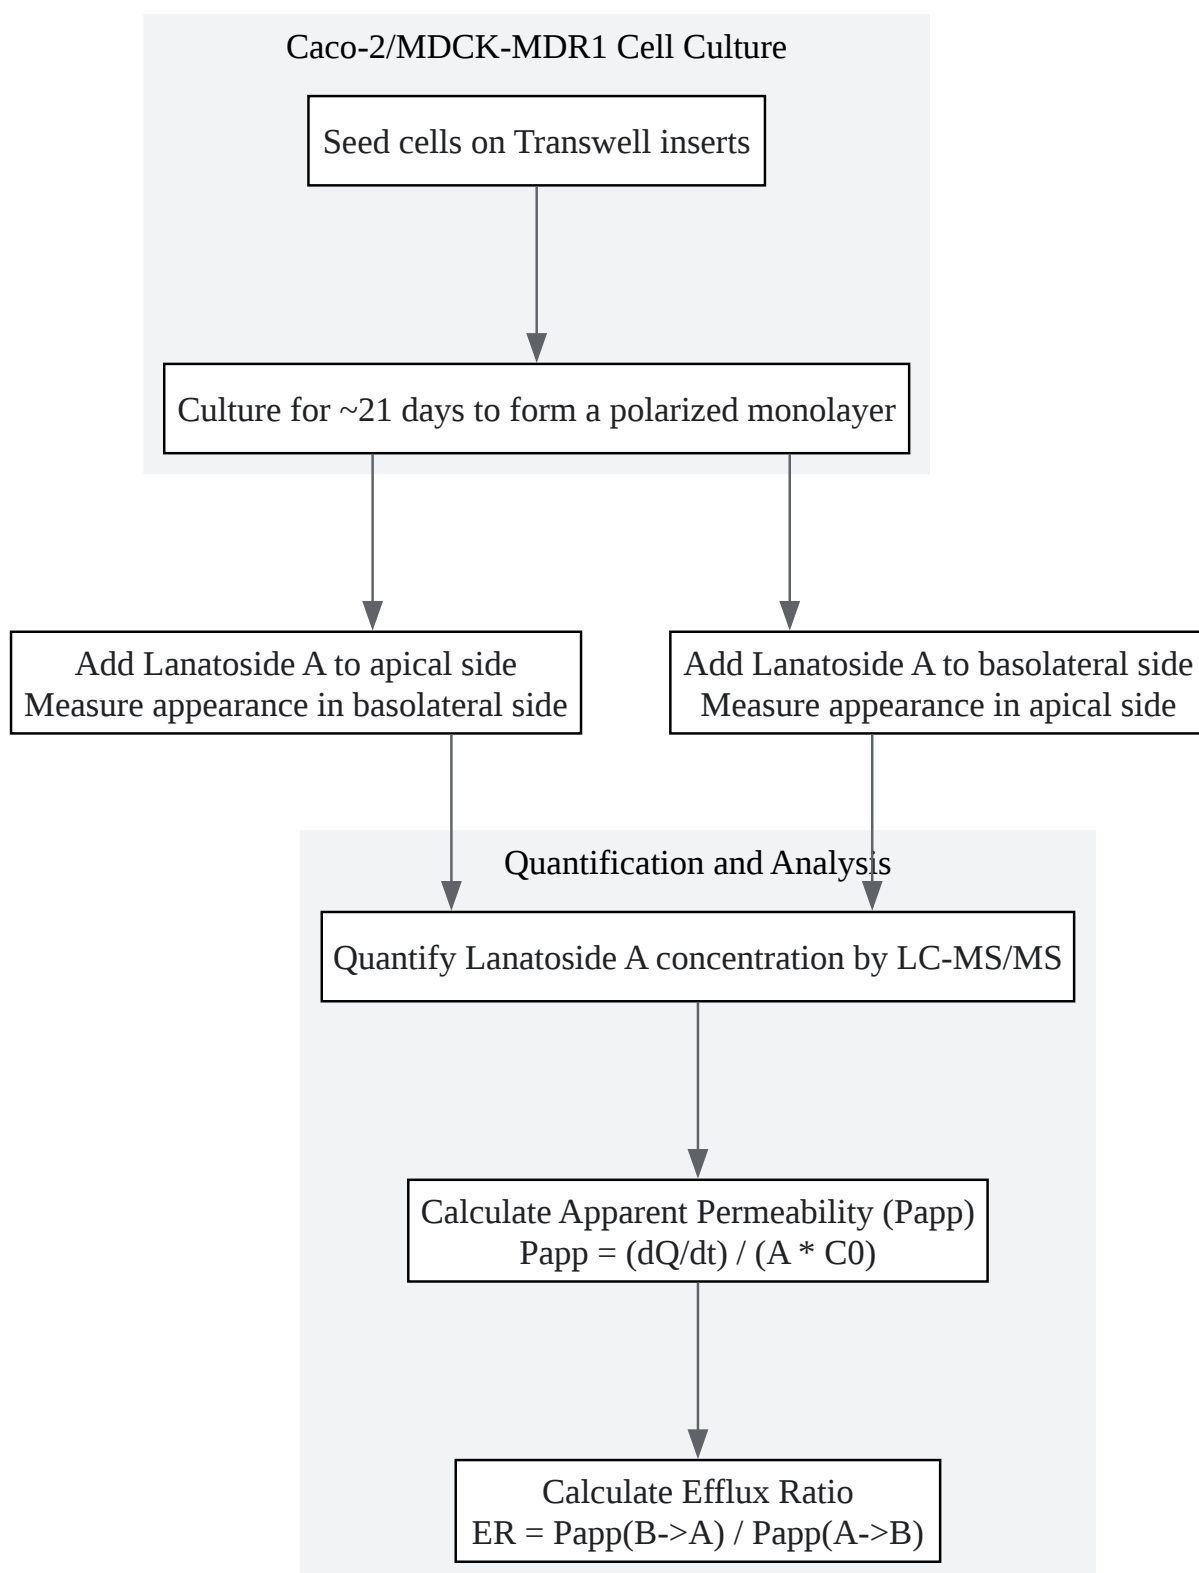 Caco-2/MDCK-MDR1 Cell Culture
Seed cells on Transwell inserts
Culture for ~21 days to form a polarized monolayer
Add Lanatoside A to apical side
Measure appearance in basolateral side
Add Lanatoside A to basolateral side
Measure appearance in apical side
Quantification and Analysis
Quantify Lanatoside A concentration by LC-MS/MS
Calculate Apparent Permeability (Papp)
Papp = (dQ/dt) / (A * C0)
Calculate Efflux Ratio
ER = Papp(B->A) / Papp(A->B)